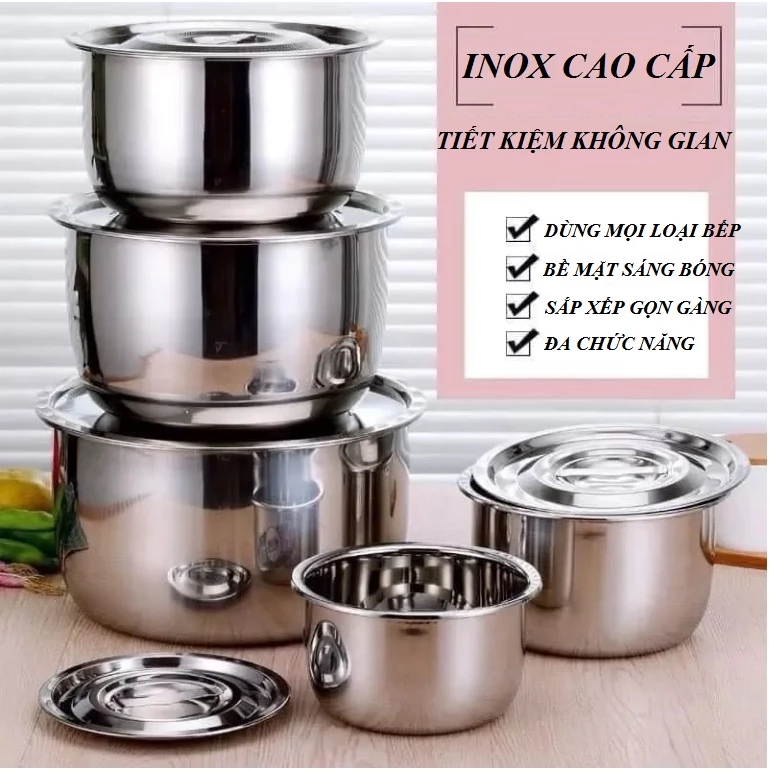 INOX CAO CẤP
TIẾT KIỆM KHÔNG GIAN
DÙNG MỌI LOẠI BẾP
BỀ MẶT SÁNG BÓNG
SẮP XẾP GỌN GÀNG
ĐA CHỨC NĂNG